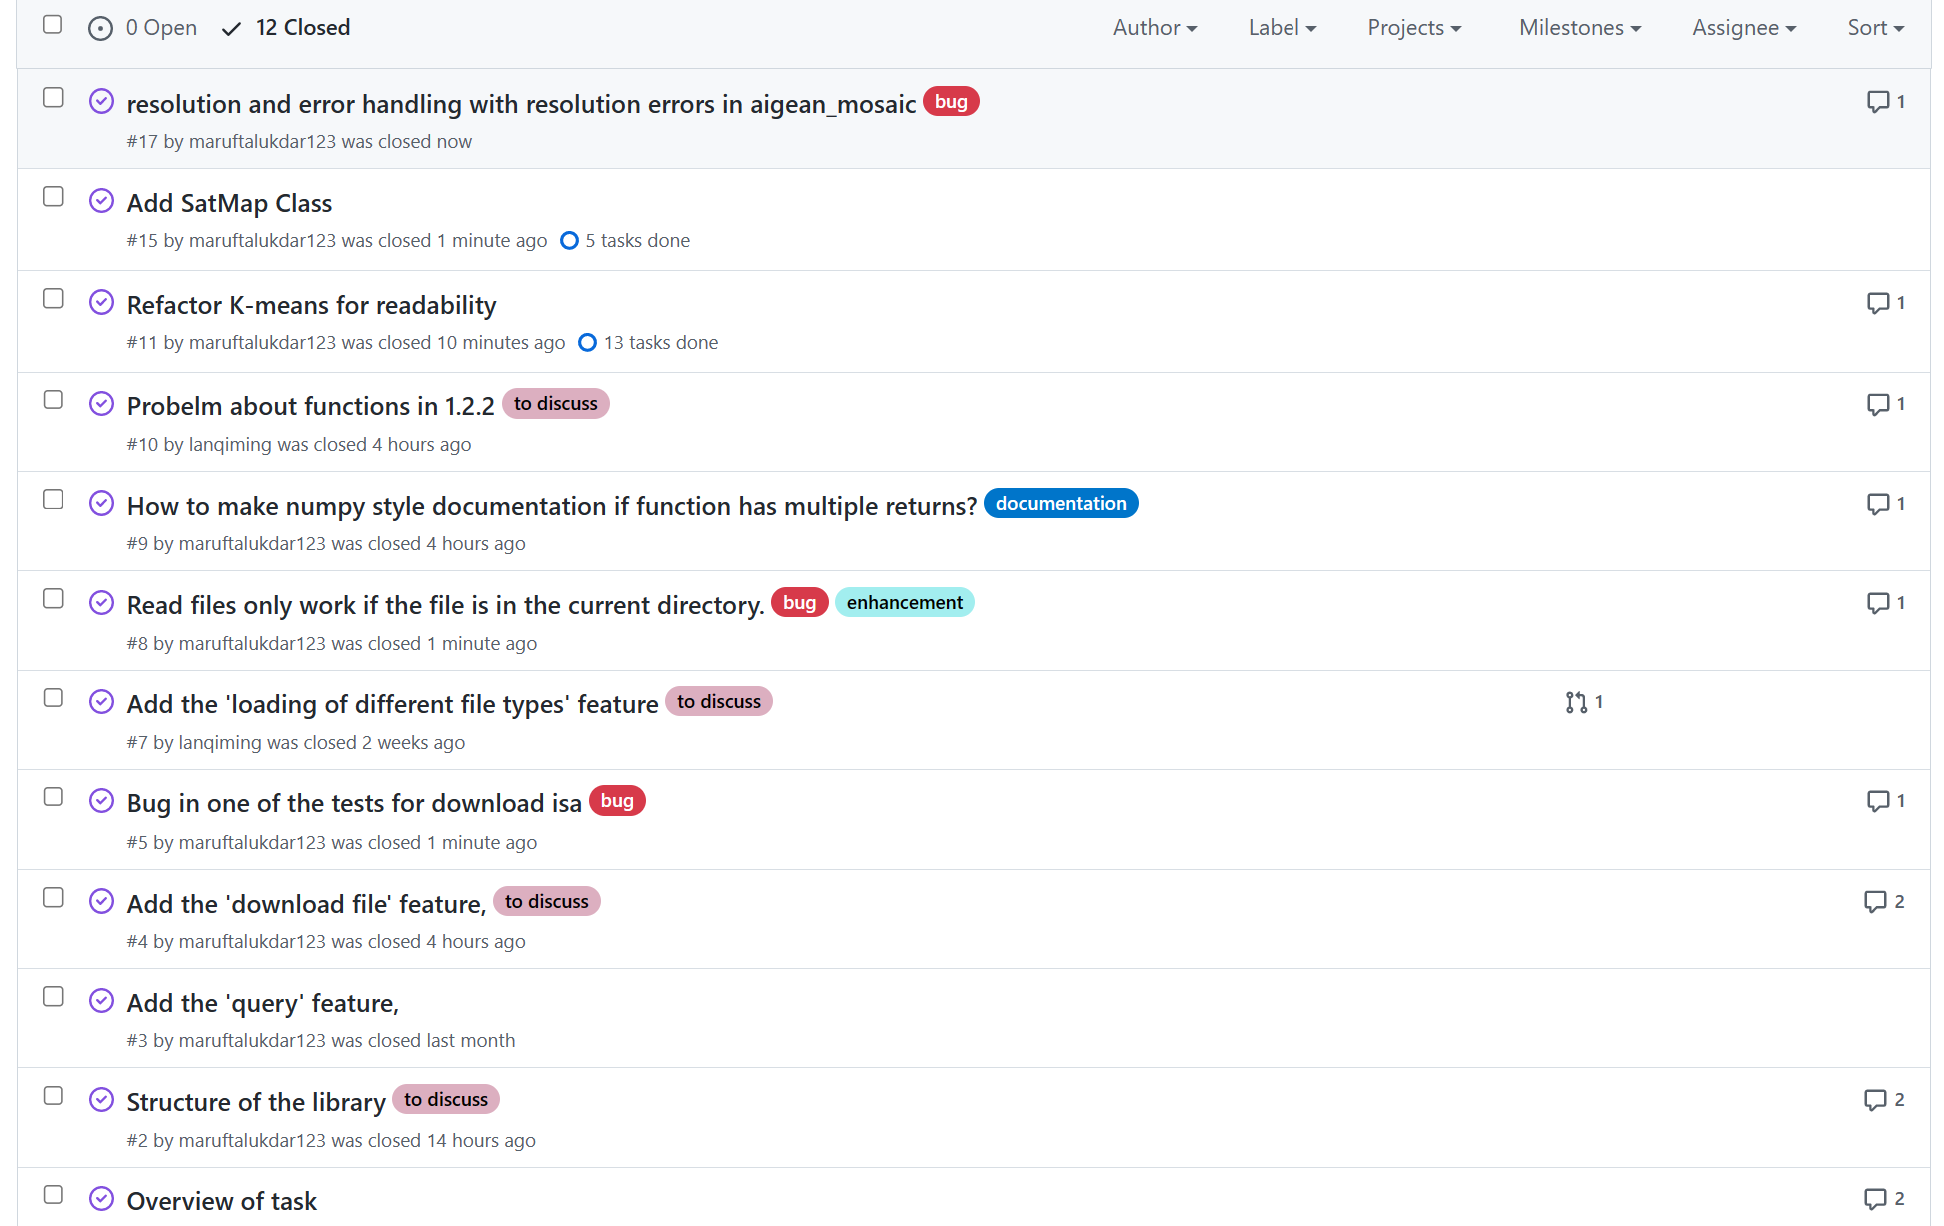 0 Open 12 Closed Author Label Projects Milestones Assignee Sort
resolution and error handling with resolution errors in aigean_mosaic bug 1
#17 by maruftalukdar123 was closed now
Add SatMap Class
#15 by maruftalukdar123 was closed 1 minute ago 5 tasks done
Refactor K-means for readability 1
#11 by maruftalukdar123 was closed 10 minutes ago 13 tasks done
Probelm about functions in 1.2.2 to discuss 1
#10 by lanqiming was closed 4 hours ago
How to make numpy style documentation if function has multiple returns? documentation 1
#9 by maruftalukdar123 was closed 4 hours ago
Read files only work if the file is in the current directory. bug enhancement 1
#8 by maruftalukdar123 was closed 1 minute ago
Add the 'loading of different file types' feature to discuss 1
#7 by lanqiming was closed 2 weeks ago
Bug in one of the tests for download isa bug 1
#5 by maruftalukdar123 was closed 1 minute ago
Add the 'download file' feature, to discuss 2
#4 by maruftalukdar123 was closed 4 hours ago
Add the 'query' feature,
#3 by maruftalukdar123 was closed last month
Structure of the library to discuss 2
#2 by maruftalukdar123 was closed 14 hours ago
Overview of task 2